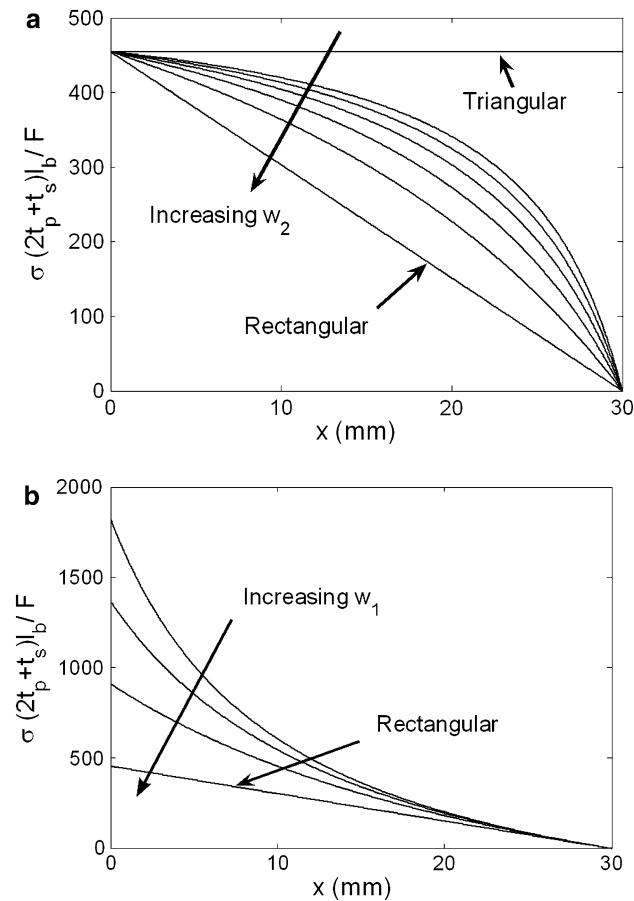 a
500
400
300
200
100
0
σ (2t_p+t_s)l_b/ F
Triangular
Increasing w_2
Rectangular
0 10 20 30
x (mm)
b
2000
1500
1000
500
0
σ (2t_p+t_s)l_b/ F
Increasing w_1
Rectangular
0 10 20 30
x (mm)